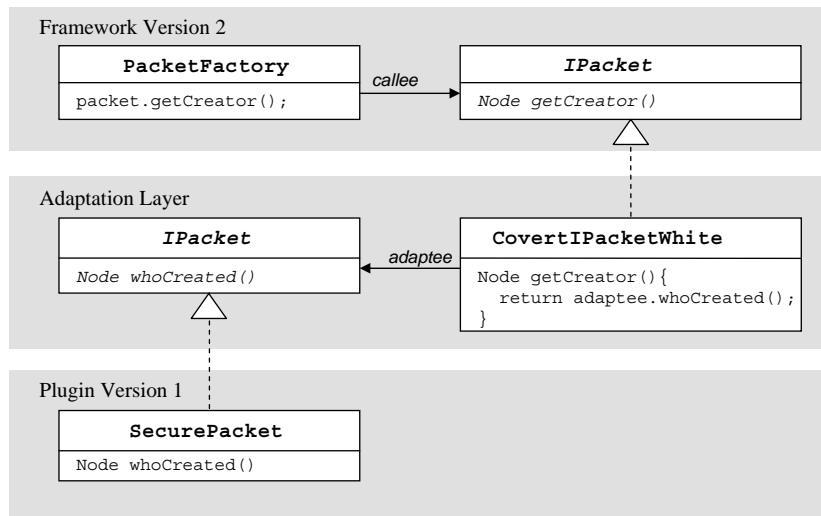 Framework Version 2
PacketFactory
packet.getCreator();
callee
IPacket
Node getCreator()
Adaptation Layer
IPacket
Node whoCreated()
adaptee
CovertIPacketWhite
Node getCreator(){
return adaptee.whoCreated();
}
Plugin Version 1
SecurePacket
Node whoCreated()